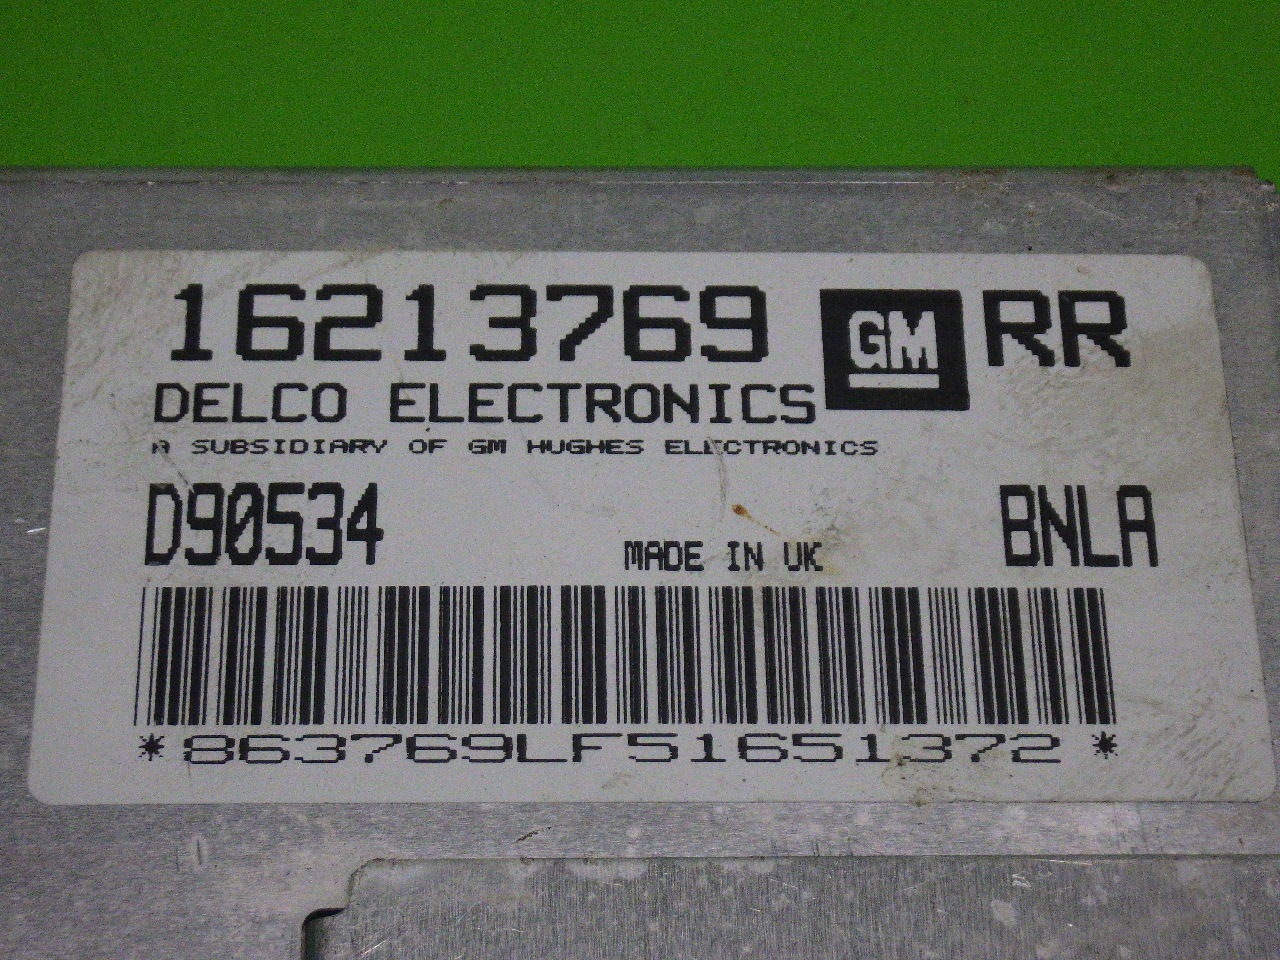 16213769 GM RR
DELCO ELECTRONICS
A SUBSIDIARY OF GM HUGHES ELECTRONICS
D90534 MADE IN UK BNLA
*863769LF51651372*